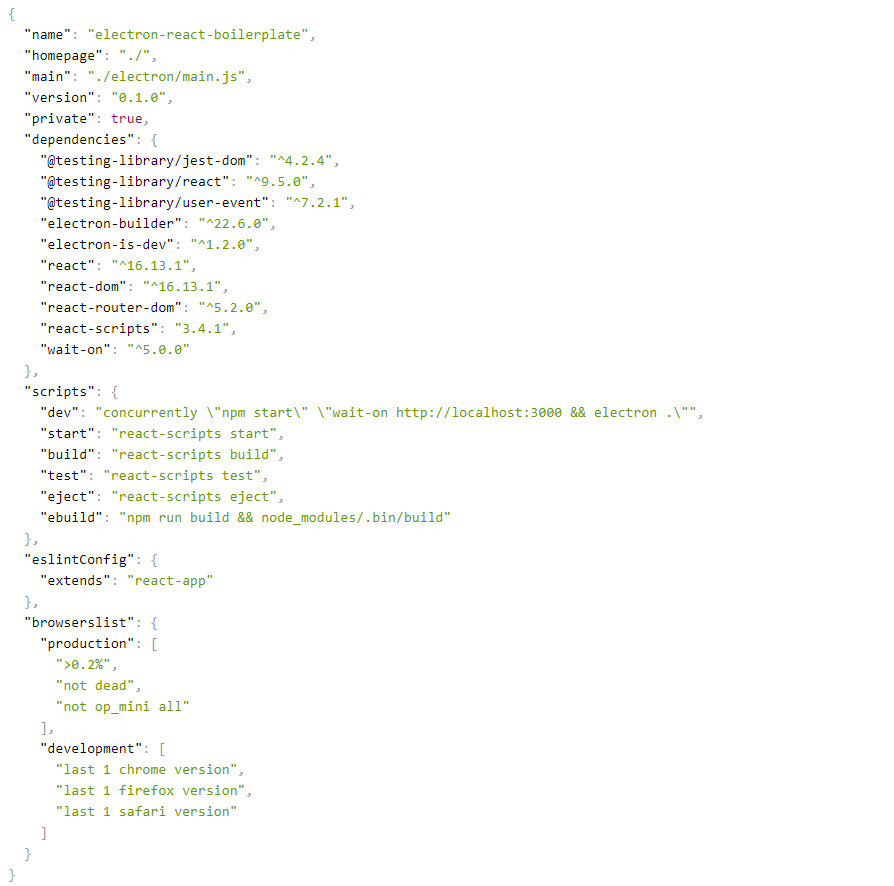 {
  "name": "electron-react-boilerplate",
  "homepage": "./",
  "main": "./electron/main.js",
  "version": "0.1.0",
  "private": true,
  "dependencies": {
    "@testing-library/jest-dom": "^4.2.4",
    "@testing-library/react": "^9.5.0",
    "@testing-library/user-event": "^7.2.1",
    "electron-builder": "^22.6.0",
    "electron-is-dev": "^1.2.0",
    "react": "^16.13.1",
    "react-dom": "^16.13.1",
    "react-router-dom": "^5.2.0",
    "react-scripts": "3.4.1",
    "wait-on": "^5.0.0"
  },
  "scripts": {
    "dev": "concurrently \"npm start\" \"wait-on http://localhost:3000 && electron .\"",
    "start": "react-scripts start",
    "build": "react-scripts build",
    "test": "react-scripts test",
    "eject": "react-scripts eject",
    "ebuild": "npm run build && node_modules/.bin/build"
  },
  "eslintConfig": {
    "extends": "react-app"
  },
  "browserslist": {
    "production": [
      ">0.2%",
      "not dead",
      "not op_mini all"
    ],
    "development": [
      "last 1 chrome version",
      "last 1 firefox version",
      "last 1 safari version"
    ]
  }
}